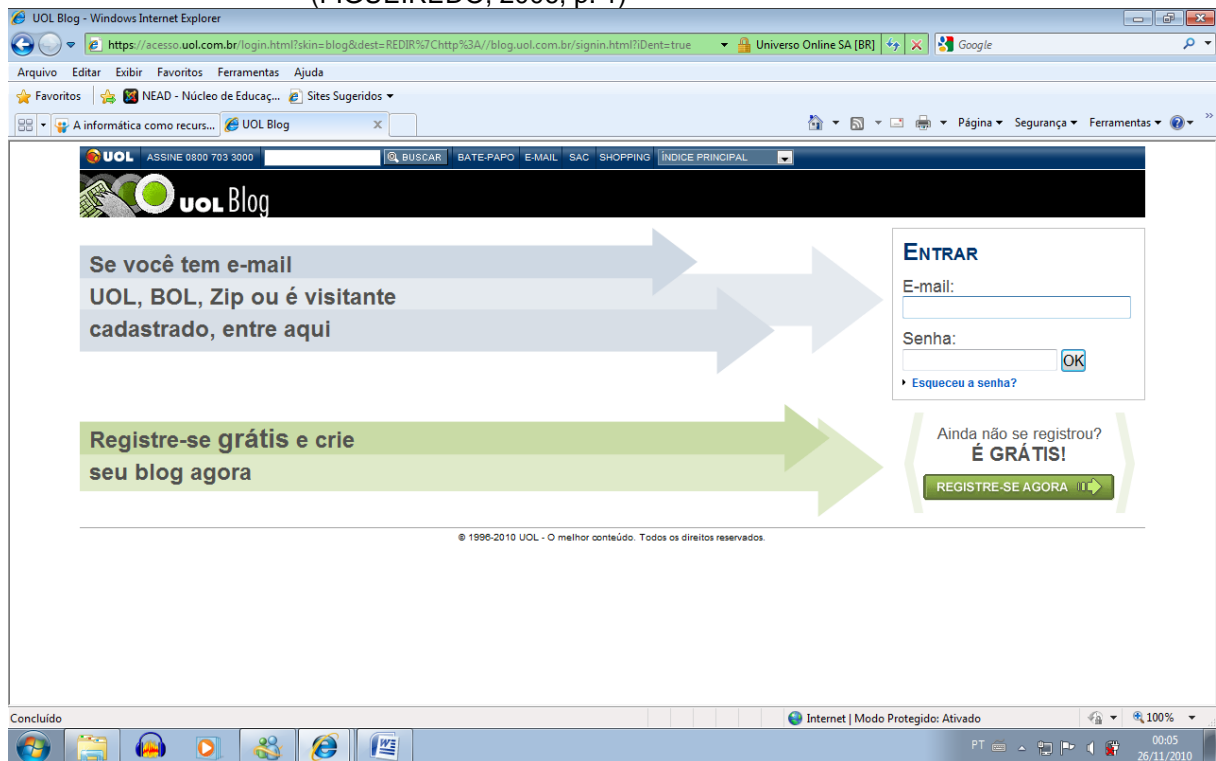 UOL Blog - Windows Internet Explorer
https://acesso.uol.com.br/login.html?skin=blog&dest=REDIR%7Chttp%3A//blog.uol.com.br/signin.html?iDent=true
Universo Online SA [BR]
Google
Arquivo Editar Exibir Favoritos Ferramentas Ajuda
Favoritos NEAD - Núcleo de Educaç... Sites Sugeridos
A informática como recurs... UOL Blog Página Segurança Ferramentas
UOL ASSINE 0800 703 3000 BUSCAR BATE-PAPO E-MAIL SAC SHOPPING ÍNDICE PRINCIPAL
UOL Blog
Se você tem e-mail
UOL, BOL, Zip ou é visitante
cadastrado, entre aqui
ENTRAR
E-mail:
Senha:
OK
Esqueceu a senha?
Registre-se grátis e crie
seu blog agora
Ainda não se registrou?
É GRÁTIS!
REGISTRE-SE AGORA
© 1996-2010 UOL - O melhor conteúdo. Todos os direitos reservados.
Concluído Internet | Modo Protegido: Ativado 100%
PT 00:05
26/11/2010